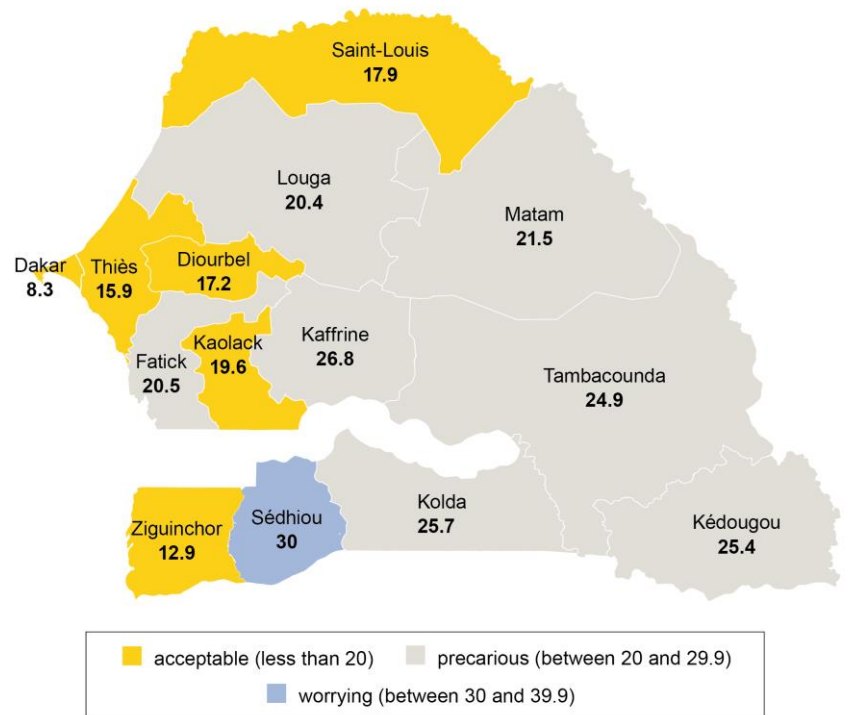 Saint-Louis
17.9
Louga
20.4
Matam
21.5
Dakar
8.3
Thiès
15.9
Diourbel
17.2
Fatick
20.5
Kaolack
19.6
Kaffrine
26.8
Tambacounda
24.9
Ziguinchor
12.9
Sédhiou
30
Kolda
25.7
Kédougou
25.4
acceptable (less than 20)
precarious (between 20 and 29.9)
worrying (between 30 and 39.9)